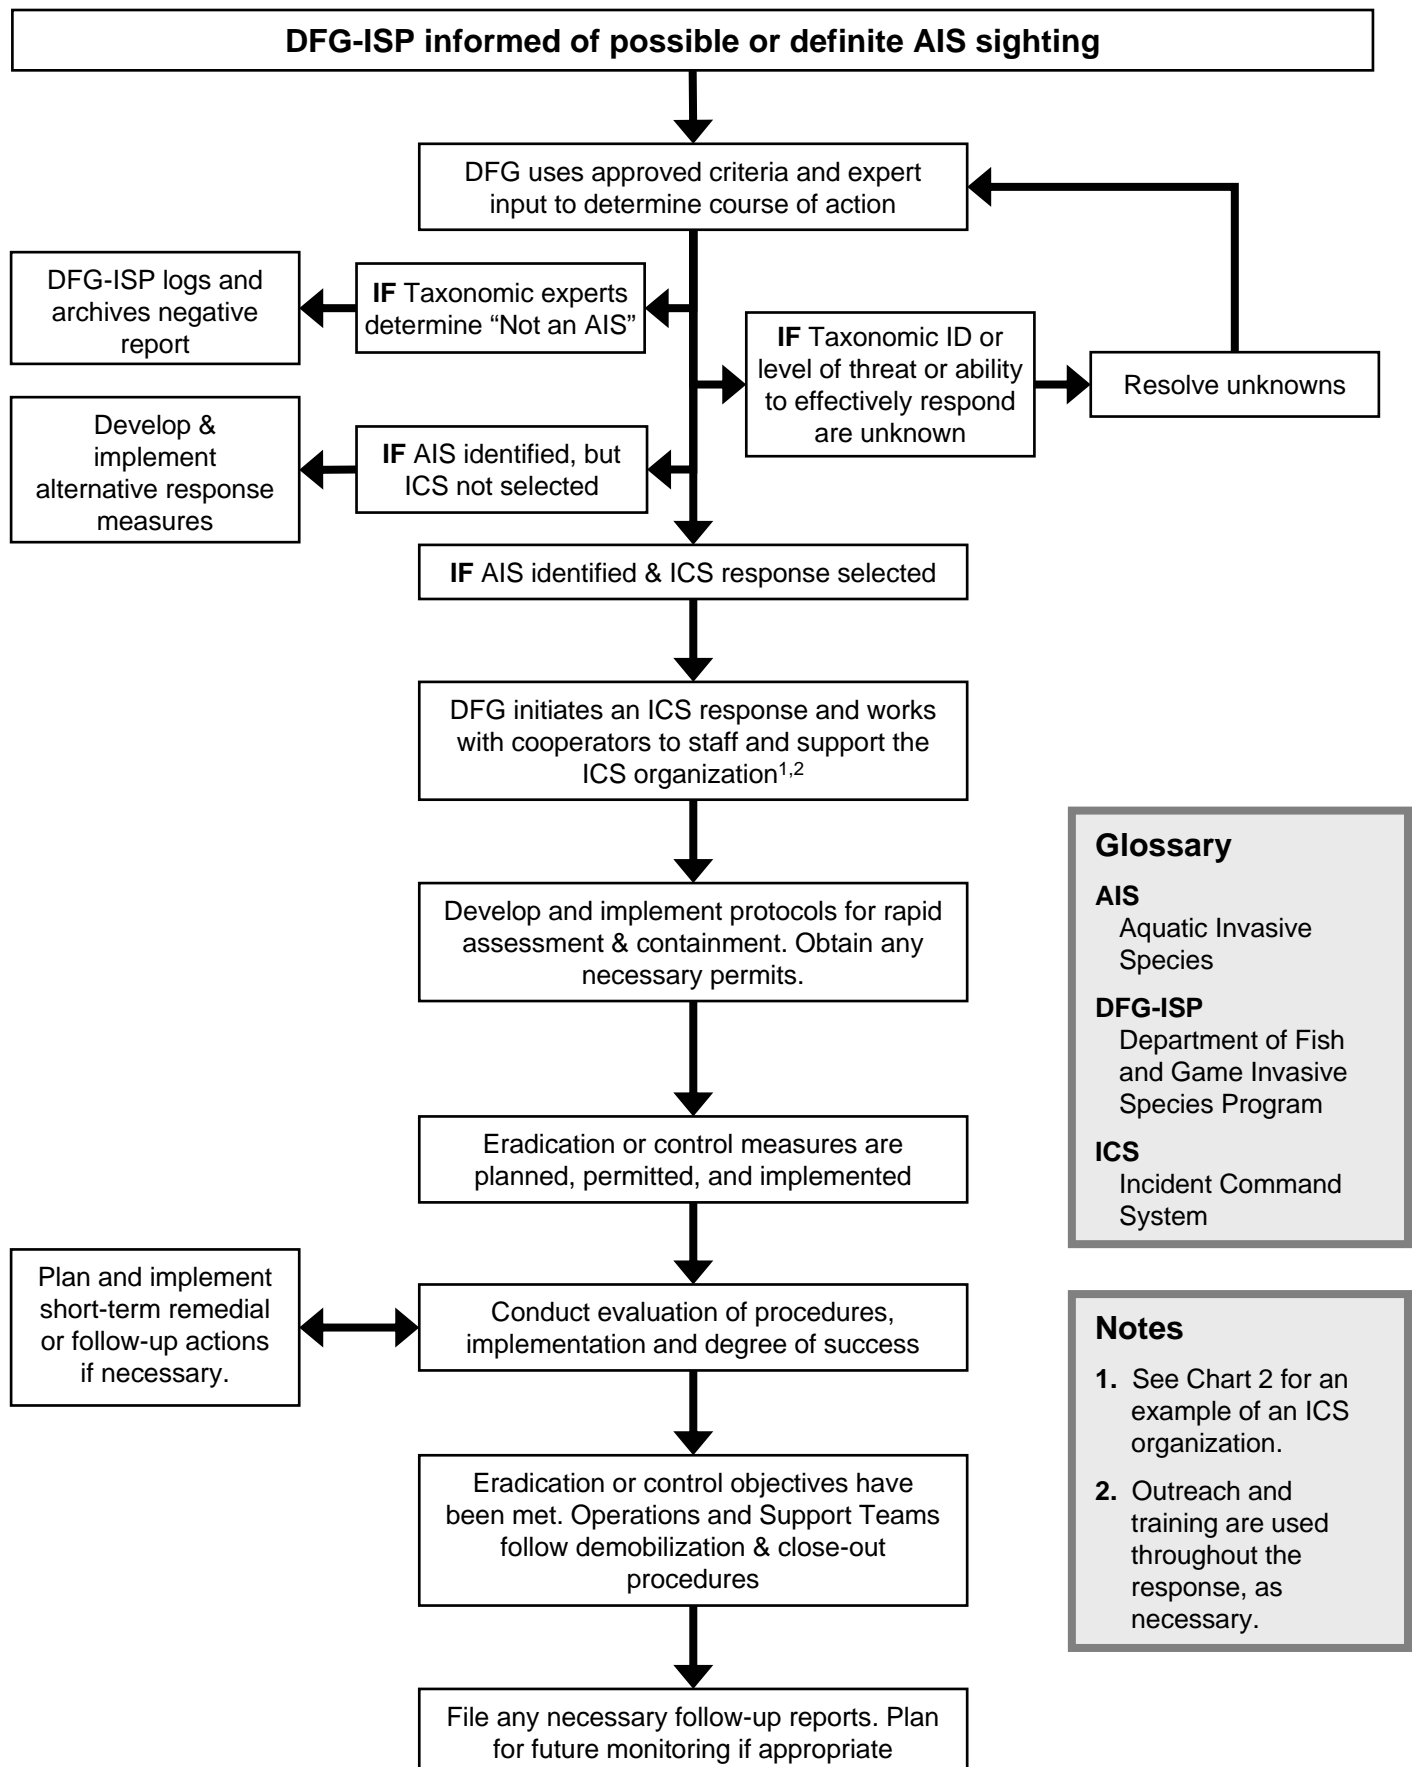 DFG-ISP informed of possible or definite AIS sighting
DFG uses approved criteria and expert
input to determine course of action
DFG-ISP logs and
archives negative
report
IF Taxonomic experts
determine “Not an AIS”
IF Taxonomic ID or
level of threat or ability
to effectively respond
are unknown
Resolve unknowns
Develop &
implement
alternative response
measures
IF AIS identified, but
ICS not selected
IF AIS identified & ICS response selected
DFG initiates an ICS response and works
with cooperators to staff and support the
ICS organization1,2
Develop and implement protocols for rapid
assessment & containment. Obtain any
necessary permits.
Eradication or control measures are
planned, permitted, and implemented
Plan and implement
short-term remedial
or follow-up actions
if necessary.
Conduct evaluation of procedures,
implementation and degree of success
Eradication or control objectives have
been met. Operations and Support Teams
follow demobilization & close-out
procedures
File any necessary follow-up reports. Plan
for future monitoring if appropriate
Glossary
AIS
Aquatic Invasive
Species
DFG-ISP
Department of Fish
and Game Invasive
Species Program
ICS
Incident Command
System
Notes
1. See Chart 2 for an
example of an ICS
organization.
2. Outreach and
training are used
throughout the
response, as
necessary.